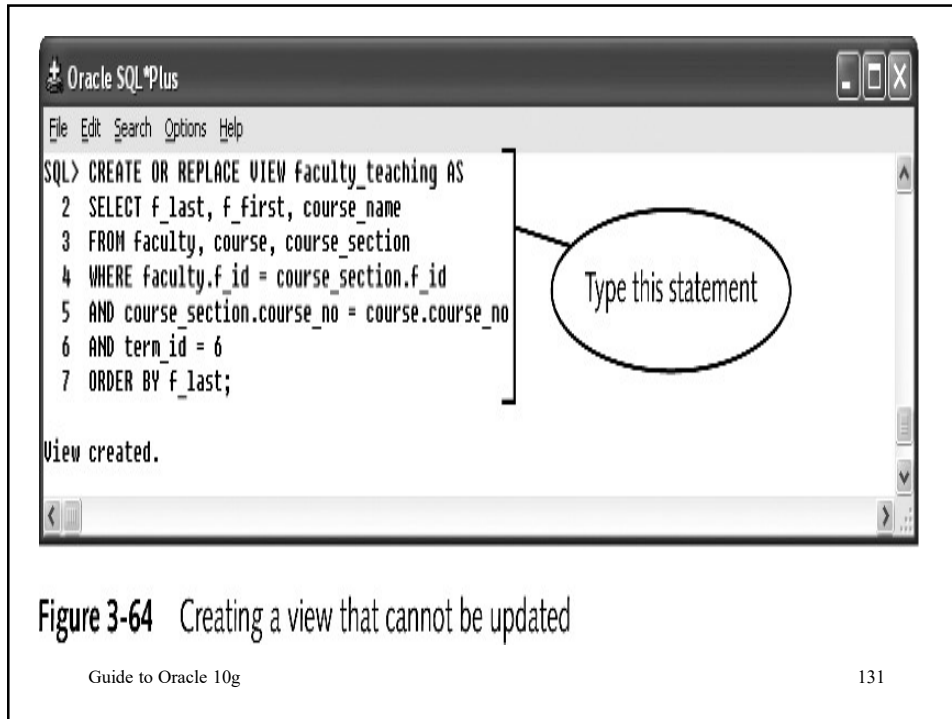 Oracle SQL*Plus
File Edit Search Options Help
SQL> CREATE OR REPLACE VIEW faculty_teaching AS
2 SELECT f_last, f_first, course_name
3 FROM faculty, course, course_section
4 WHERE faculty.f_id = course_section.f_id
5 AND course_section.course_no = course.course_no
6 AND term_id = 6
7 ORDER BY f_last;
Type this statement
View created.
Figure 3-64 Creating a view that cannot be updated
Guide to Oracle 10g 131